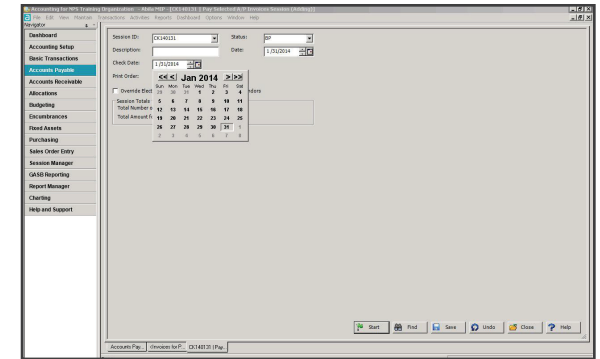 Accounting for NPS Training Organization - Abila MIP - [CK140131 | Pay Selected A/P Invoices Session (Adding)]
File Edit View Maintain Transactions Activities Reports Dashboard Options Window Help
Navigator
Dashboard
Accounting Setup
Basic Transactions
Accounts Payable
Accounts Receivable
Allocations
Budgeting
Encumbrances
Fixed Assets
Purchasing
Sales Order Entry
Session Manager
GASB Reporting
Report Manager
Charting
Help and Support
Session ID: CK140131 Status: BP
Description: Date: 1/31/2014
Check Date: 1/31/2014
Print Order:
<< < Jan 2014 > >>
Sun Mon Tue Wed Thu Fri Sat
29 30 31 1 2 3 4
5 6 7 8 9 10 11
12 13 14 15 16 17 18
19 20 21 22 23 24 25
26 27 28 29 30 31 1
2 3 4 5 6 7 8
Override Elect
Session Totals
Total Number o
Total Amount f
Start Find Save Undo Close Help
Accounts Pay... Invoices for P... CK140131 | Pay...